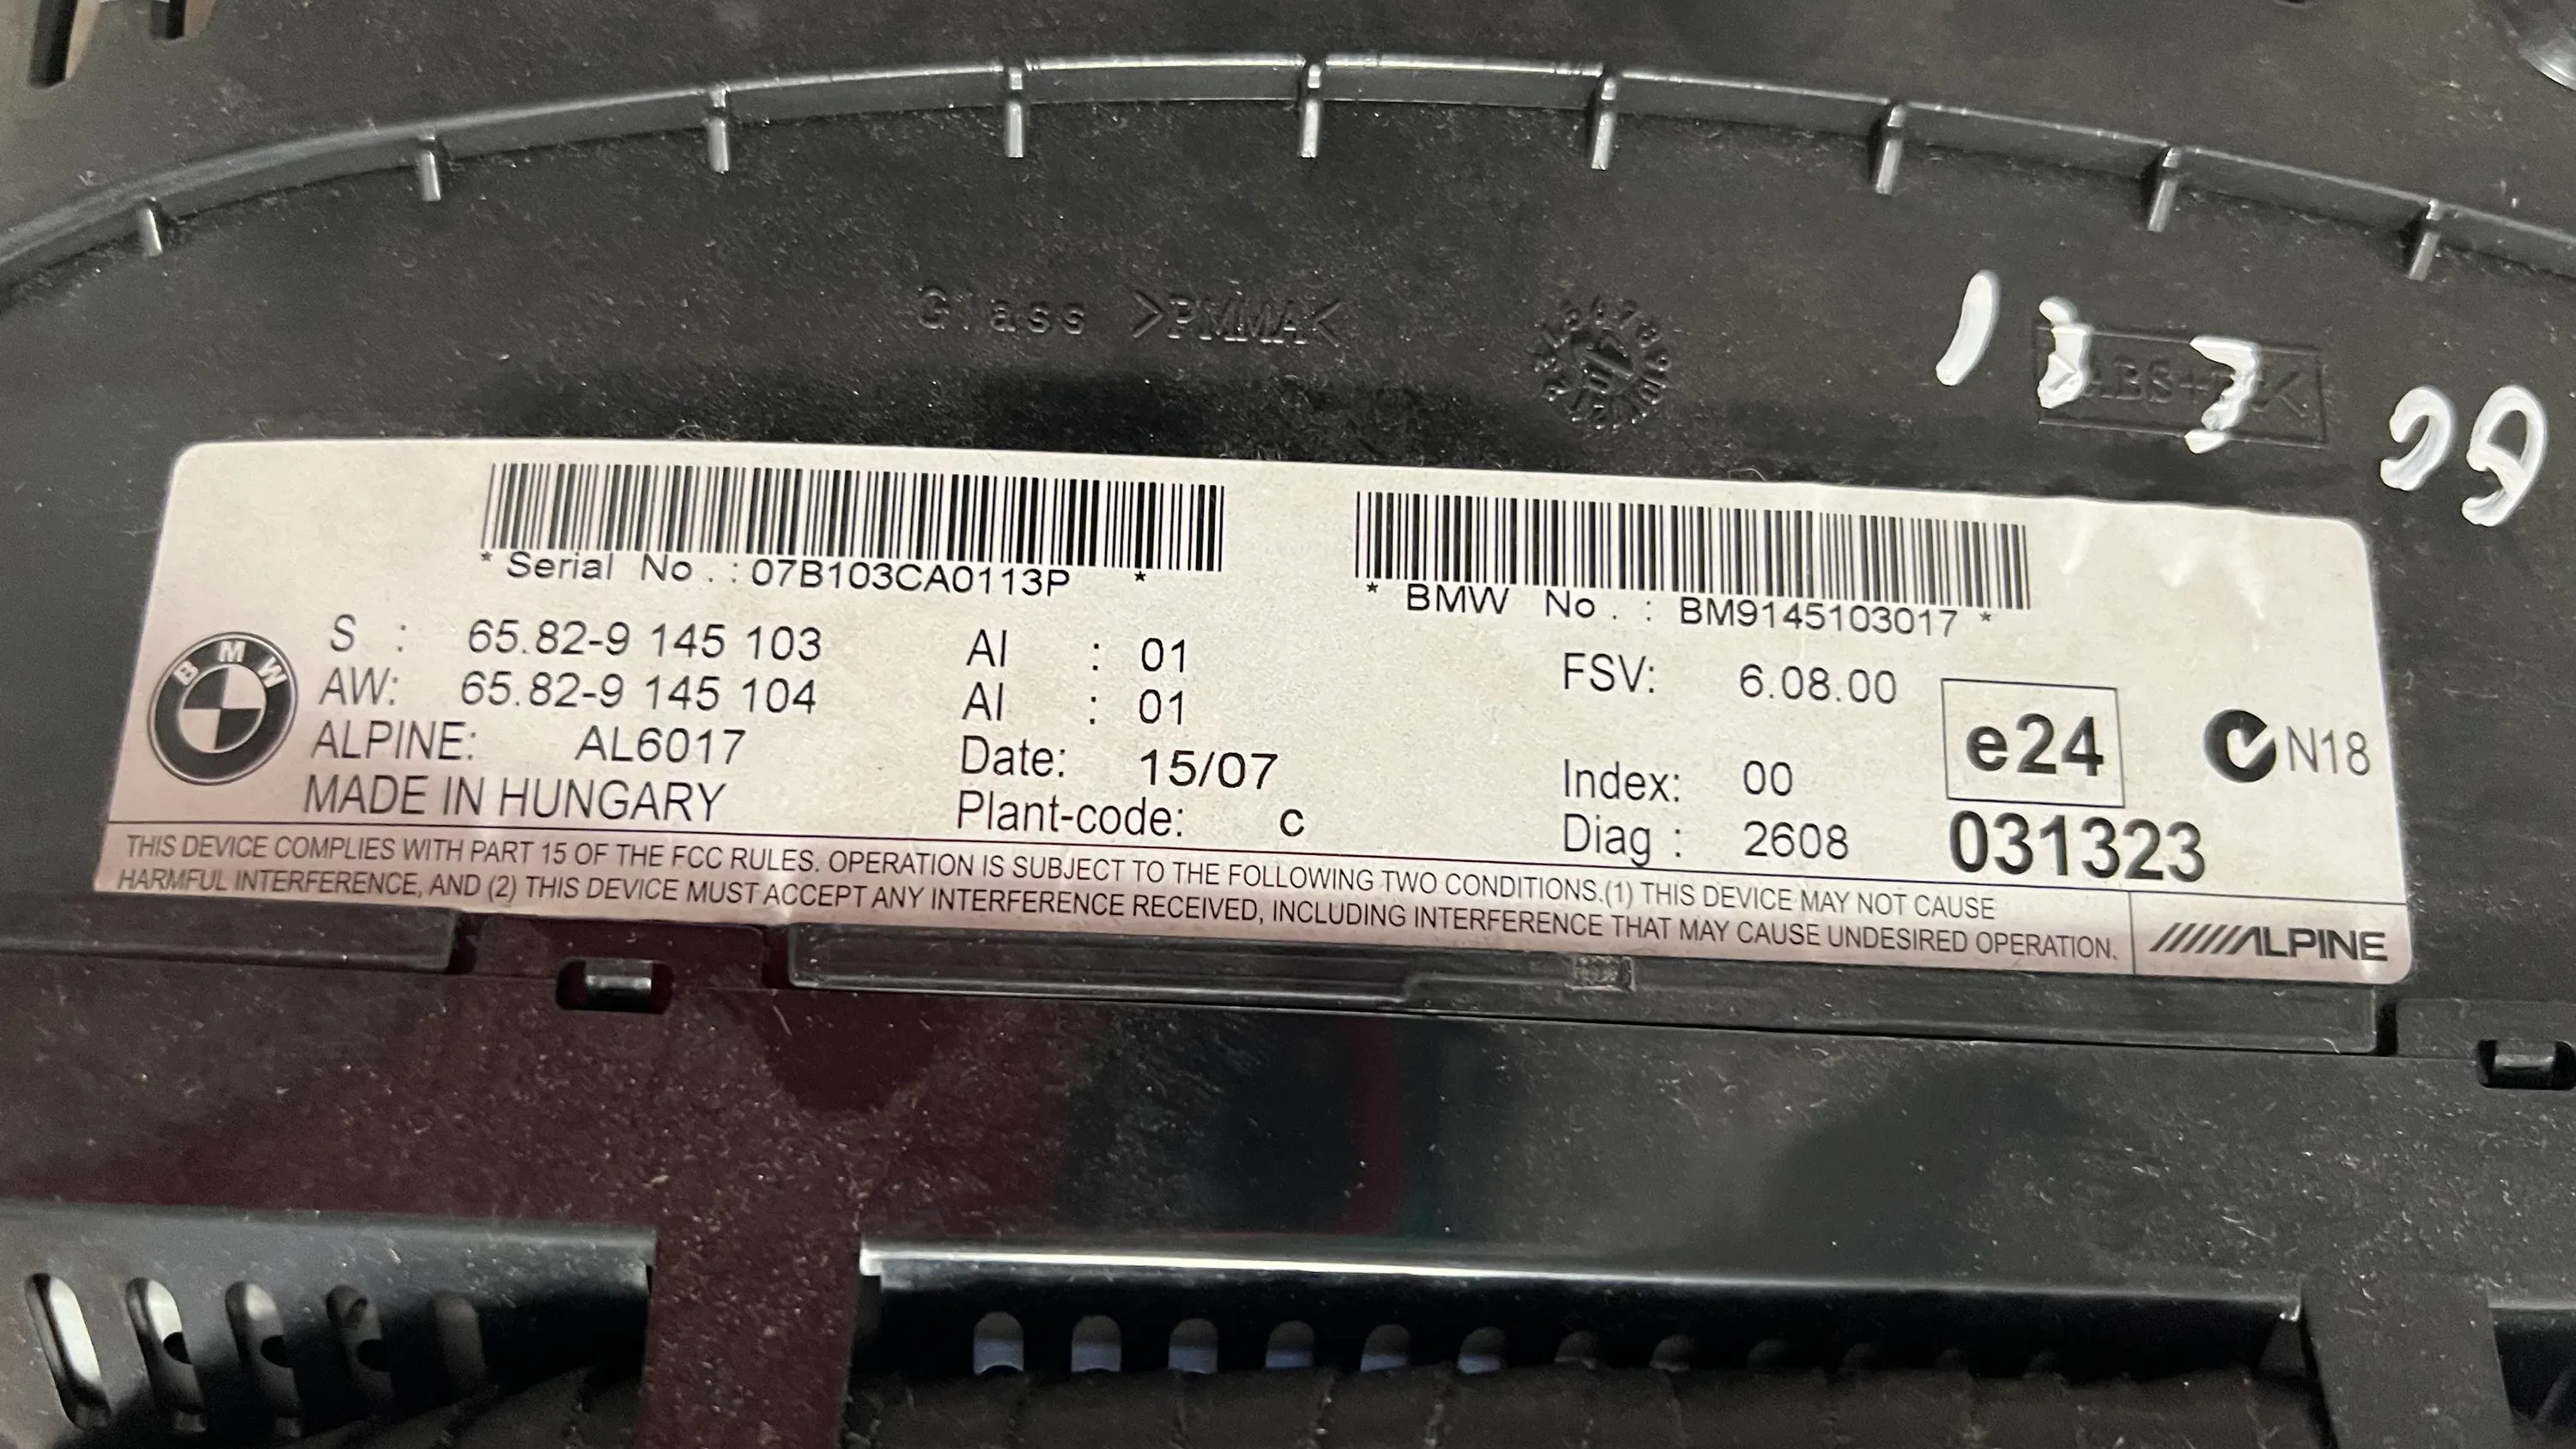 Glass >PMMA<
* Serial No. : 07B103CA0113P *
* BMW No. : BM9145103017 *
BMW
S : 65.82-9 145 103 AI : 01
AW: 65.82-9 145 104 AI : 01
ALPINE: AL6017 Date: 15/07
MADE IN HUNGARY Plant-code: c
FSV: 6.08.00
Index: 00
Diag : 2608
e24
031323
N18
THIS DEVICE COMPLIES WITH PART 15 OF THE FCC RULES. OPERATION IS SUBJECT TO THE FOLLOWING TWO CONDITIONS.(1) THIS DEVICE MAY NOT CAUSE
HARMFUL INTERFERENCE, AND (2) THIS DEVICE MUST ACCEPT ANY INTERFERENCE RECEIVED, INCLUDING INTERFERENCE THAT MAY CAUSE UNDESIRED OPERATION.
ALPINE